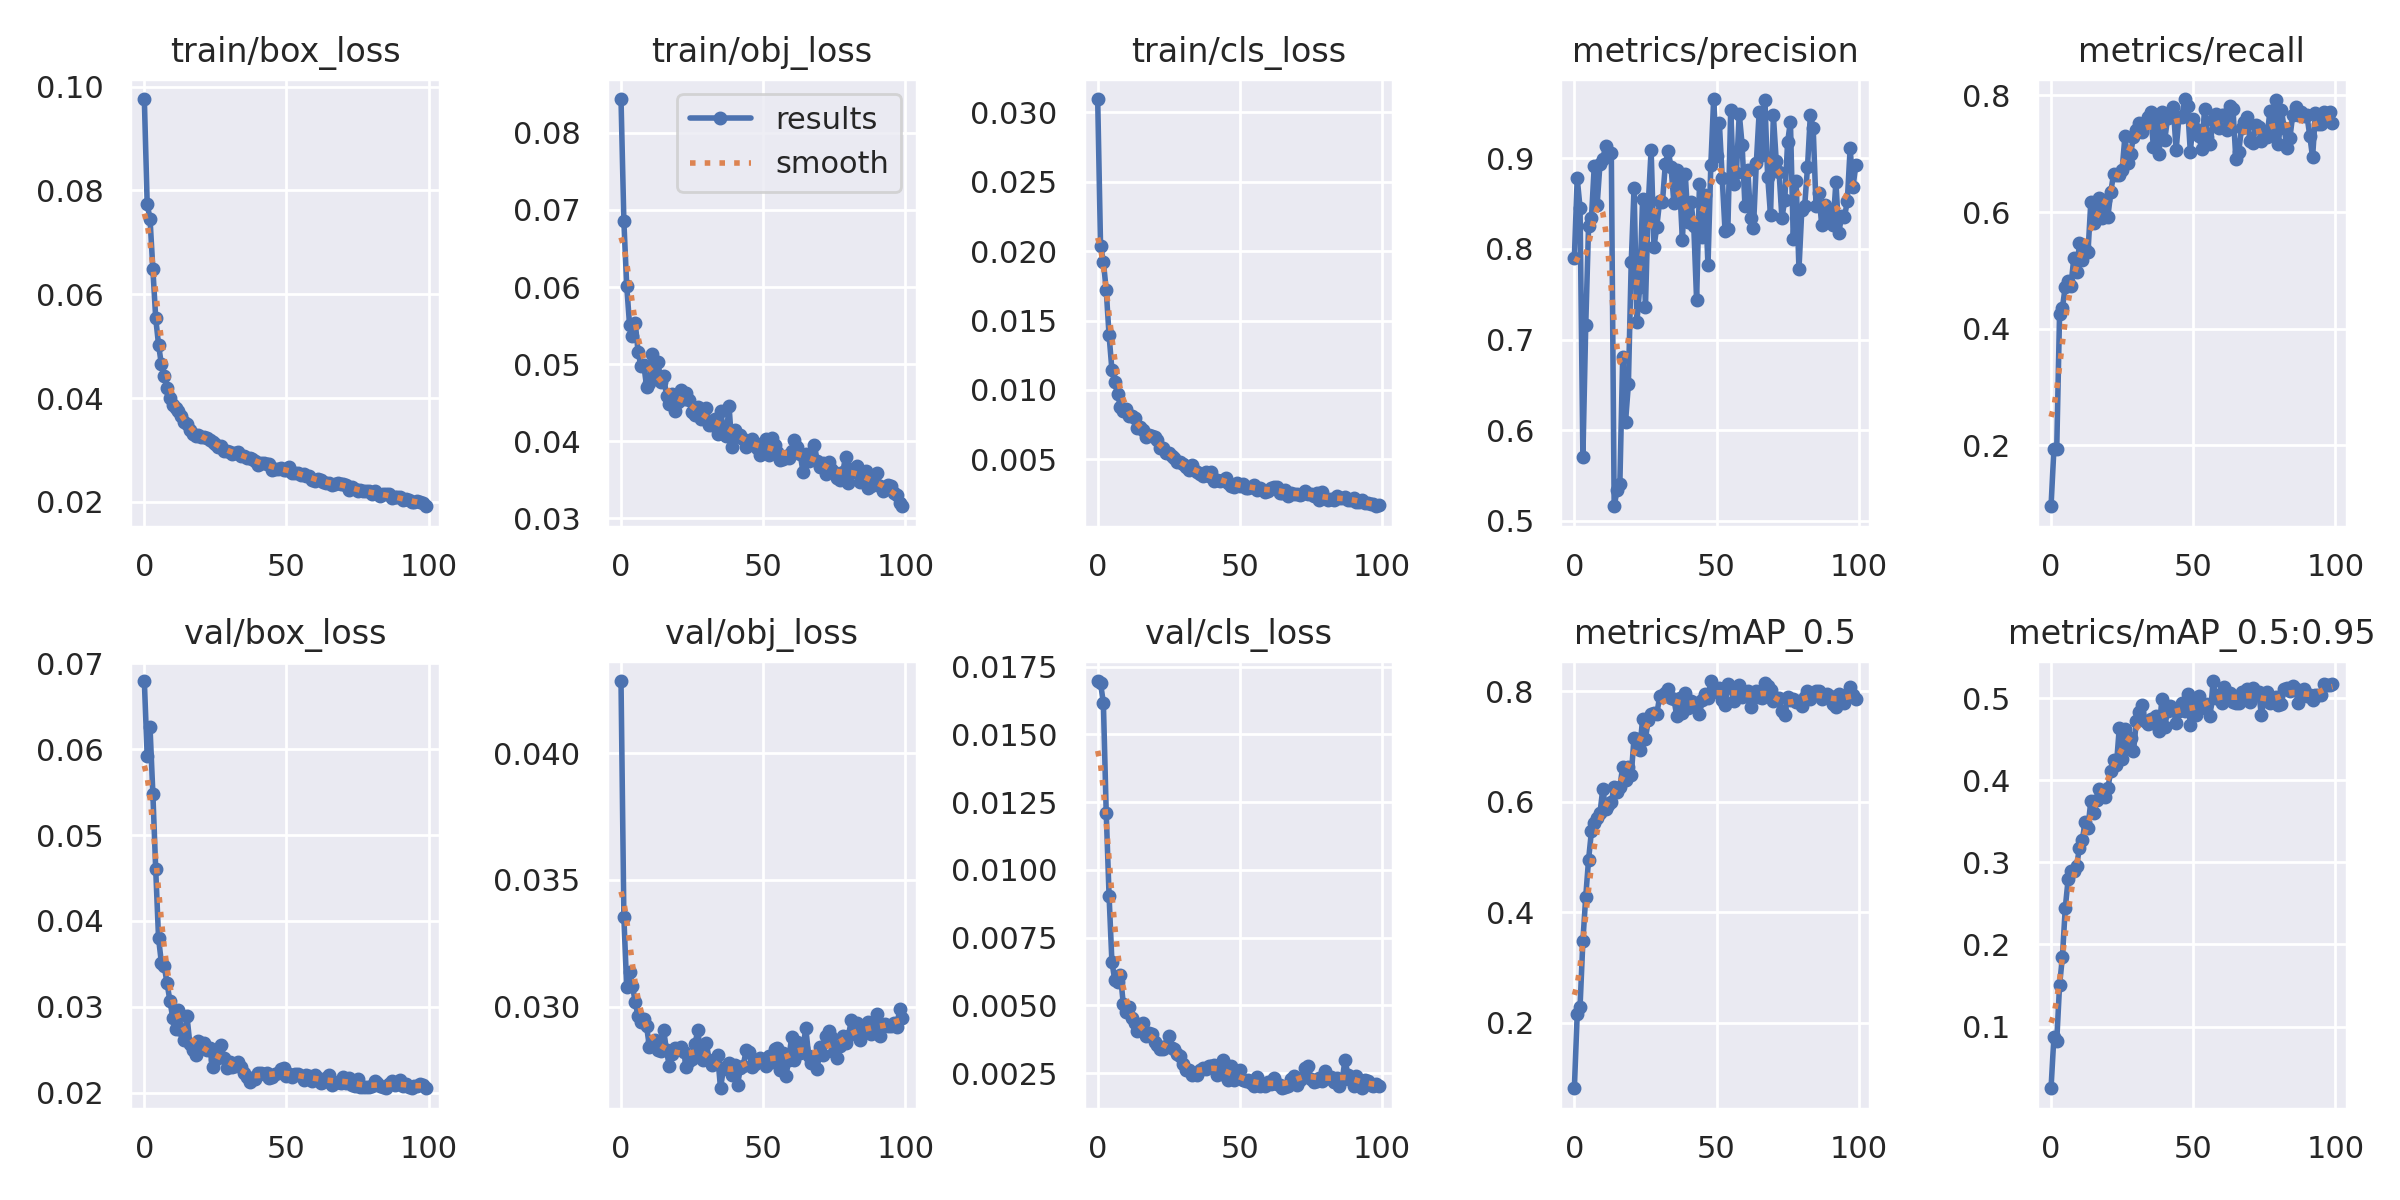 train/box_loss
0.10
0.08
0.06
0.04
0.02
0 50 100
train/obj_loss
results
smooth
0.08
0.07
0.06
0.05
0.04
0.03
0 50 100
train/cls_loss
0.030
0.025
0.020
0.015
0.010
0.005
0 50 100
metrics/precision
0.9
0.8
0.7
0.6
0.5
0 50 100
metrics/recall
0.8
0.6
0.4
0.2
0 50 100
val/box_loss
0.07
0.06
0.05
0.04
0.03
0.02
0 50 100
val/obj_loss
0.040
0.035
0.030
0 50 100
val/cls_loss
0.0175
0.0150
0.0125
0.0100
0.0075
0.0050
0.0025
0 50 100
metrics/mAP_0.5
0.8
0.6
0.4
0.2
0 50 100
metrics/mAP_0.5:0.95
0.5
0.4
0.3
0.2
0.1
0 50 100